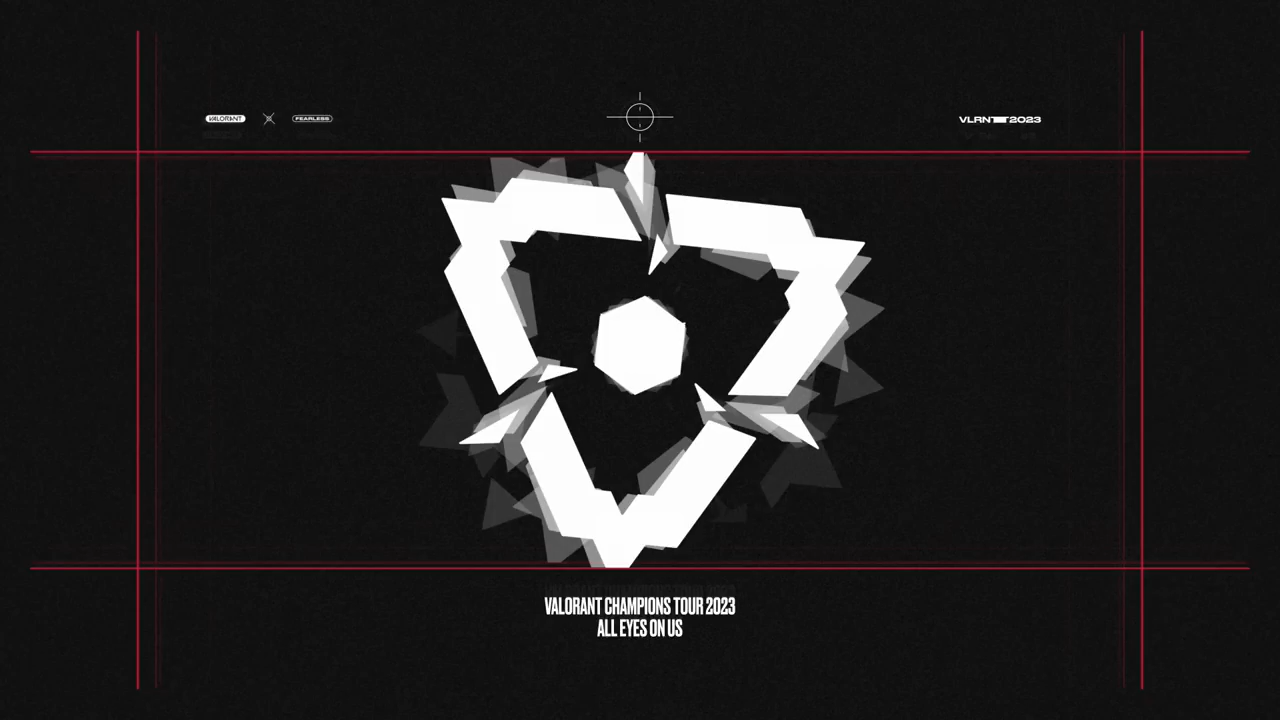 VALORANT
FEARLESS
VLRNT 2023
VALORANT CHAMPIONS TOUR 2023
ALL EYES ON US